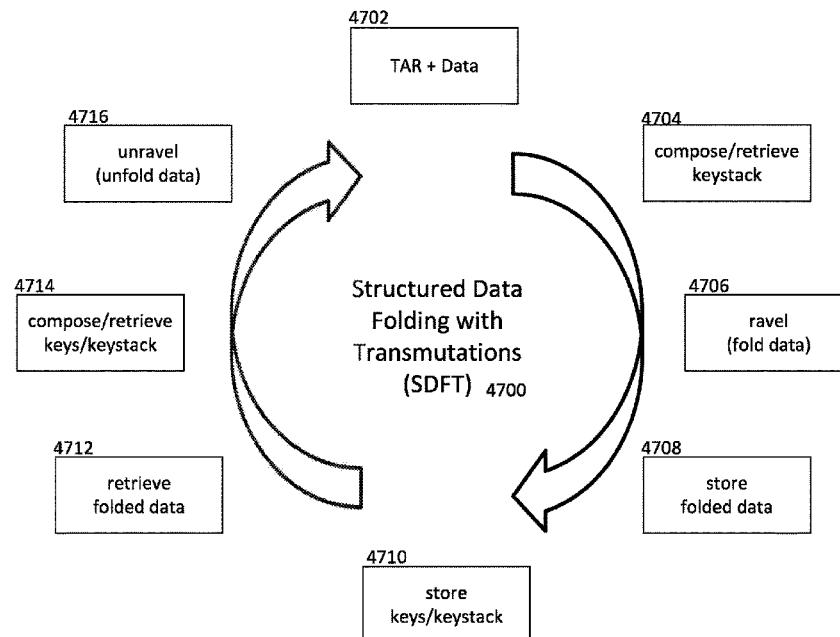 4702
TAR + Data
4704
compose/retrieve
keystack
4706
ravel
(fold data)
4708
store
folded data
4710
store
keys/keystack
4712
retrieve
folded data
4714
compose/retrieve
keys/keystack
4716
unravel
(unfold data)
Structured Data
Folding with
Transmutations
(SDFT) 4700